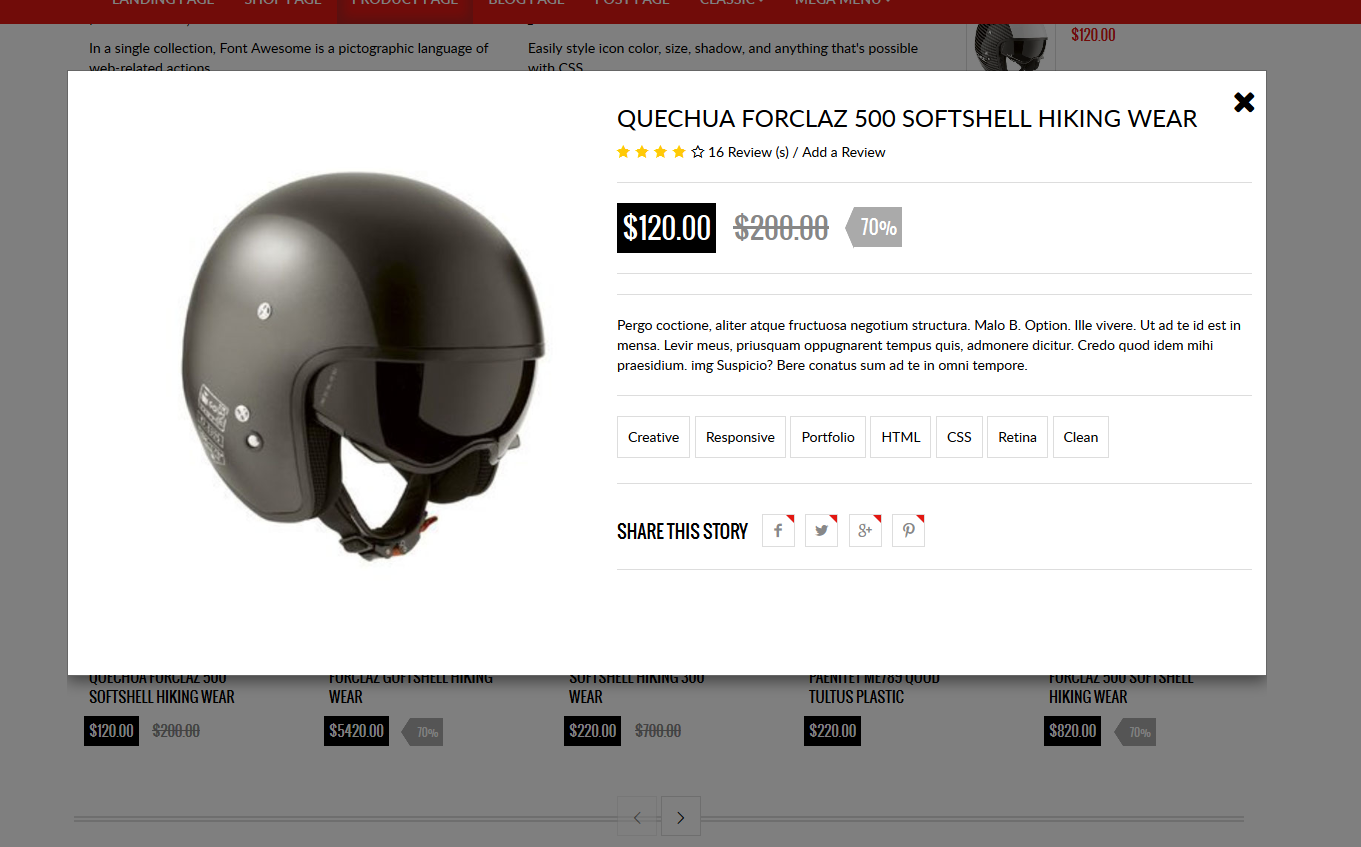 LANDING PAGE SHOP PAGE PRODUCT PAGE BLOG PAGE POST PAGE CLASSIC MEGA MENU
In a single collection, Font Awesome is a pictographic language of
web-related actions.
Easily style icon color, size, shadow, and anything that's possible
with CSS.
$120.00
QUECHUA FORCLAZ 500 SOFTSHELL HIKING WEAR
16 Review (s) / Add a Review
$120.00 $200.00 70%
Pergo coctione, aliter atque fructuosa negotium structura. Malo B. Option. Ille vivere. Ut ad te id est in
mensa. Levir meus, priusquam oppugnarent tempus quis, admonere dicitur. Credo quod idem mihi
praesidium. img Suspicio? Bere conatus sum ad te in omni tempore.
Creative Responsive Portfolio HTML CSS Retina Clean
SHARE THIS STORY
QUECHUA FORCLAZ 500
SOFTSHELL HIKING WEAR
$120.00 $200.00
FORCLAZ GOFTSHELL HIKING
WEAR
$5420.00 70%
SOFTSHELL HIKING 300
WEAR
$220.00 $700.00
PAENITET ME789 QUOD
TULTUS PLASTIC
$220.00
FORCLAZ 500 SOFTSHELL
HIKING WEAR
$820.00 70%